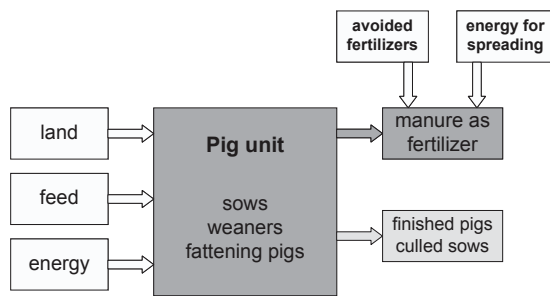 avoided
fertilizers
energy for
spreading
land
feed
energy
Pig unit
sows
weaners
fattening pigs
manure as
fertilizer
finished pigs
culled sows